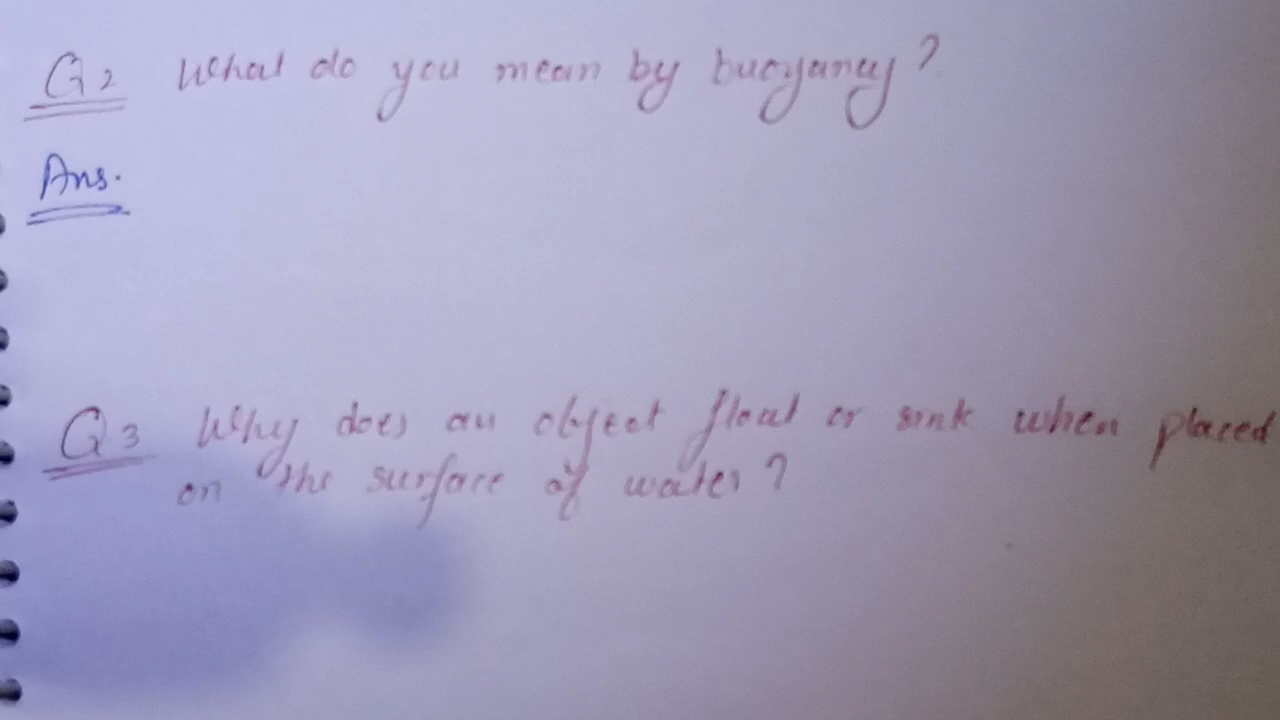 Q2 What do you mean by buoyancy?
Ans.
Q3 Why does an object float or sink when placed
on the surface of water?